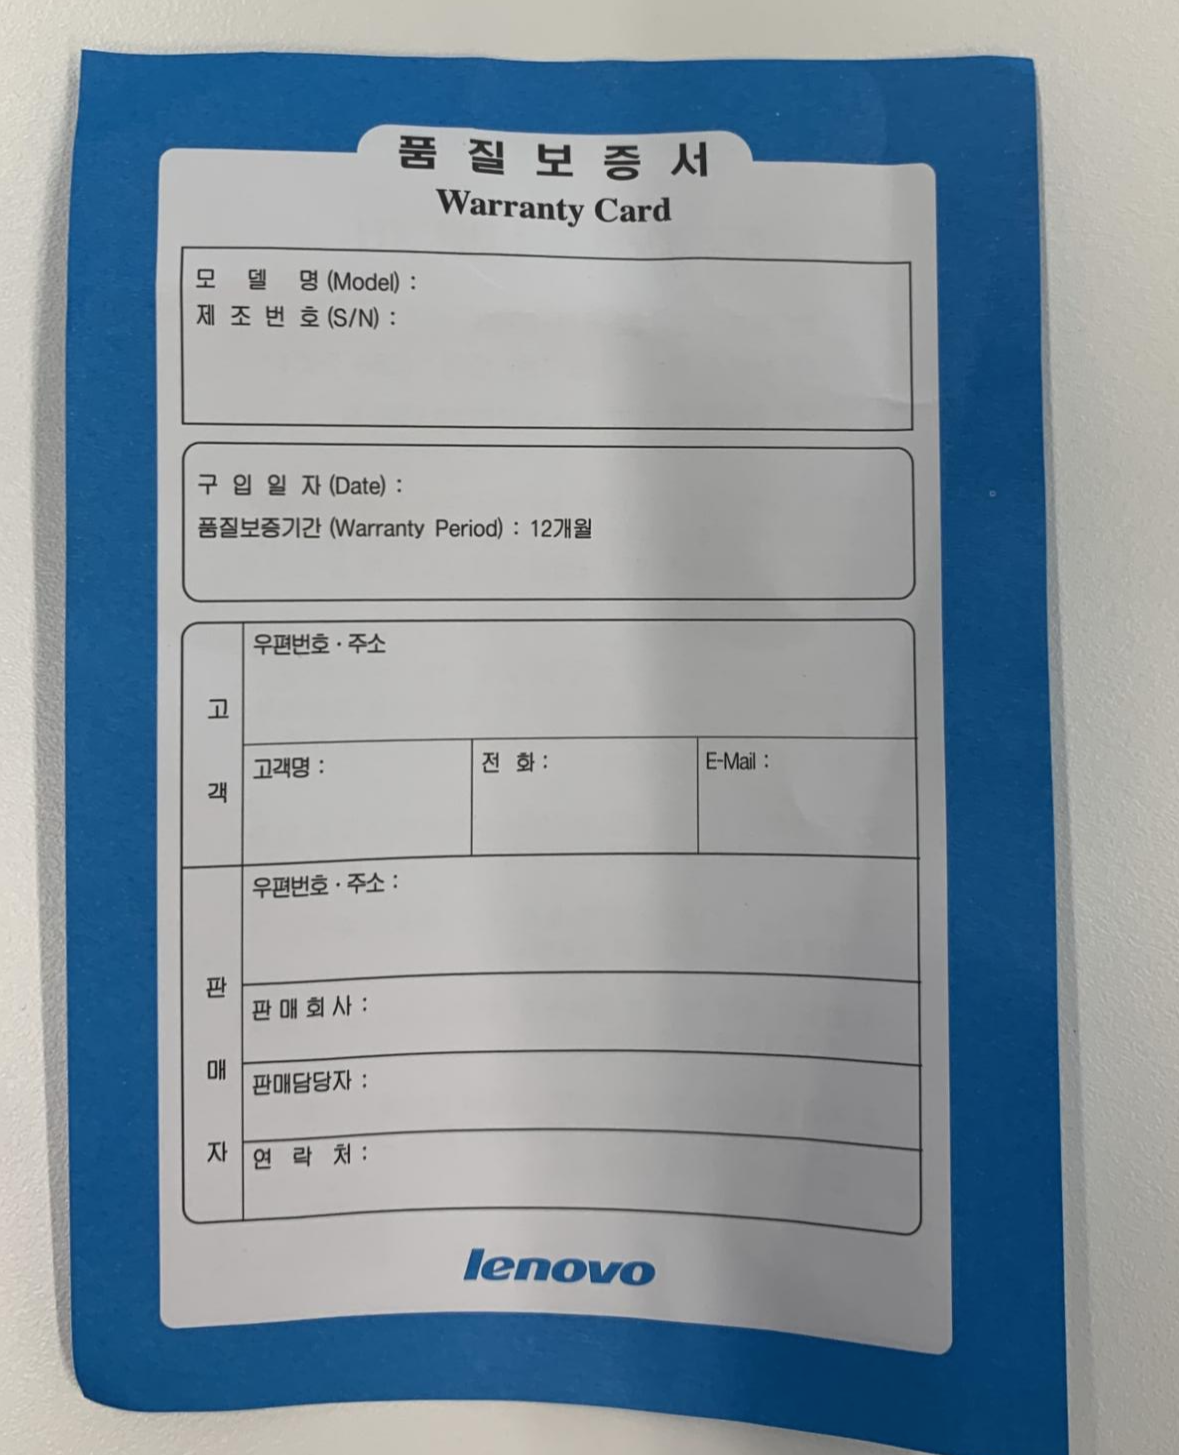 품 질 보 증 서
Warranty Card
모 델 명 (Model) :
제 조 번 호 (S/N) :
구 입 일 자 (Date) :
품질보증기간 (Warranty Period) : 12개월
고 객
우편번호 · 주소
고객명 :
전 화 :
E-Mail :
판 매 자
우편번호 · 주소 :
판 매 회 사 :
판매담당자 :
연 락 처 :
lenovo